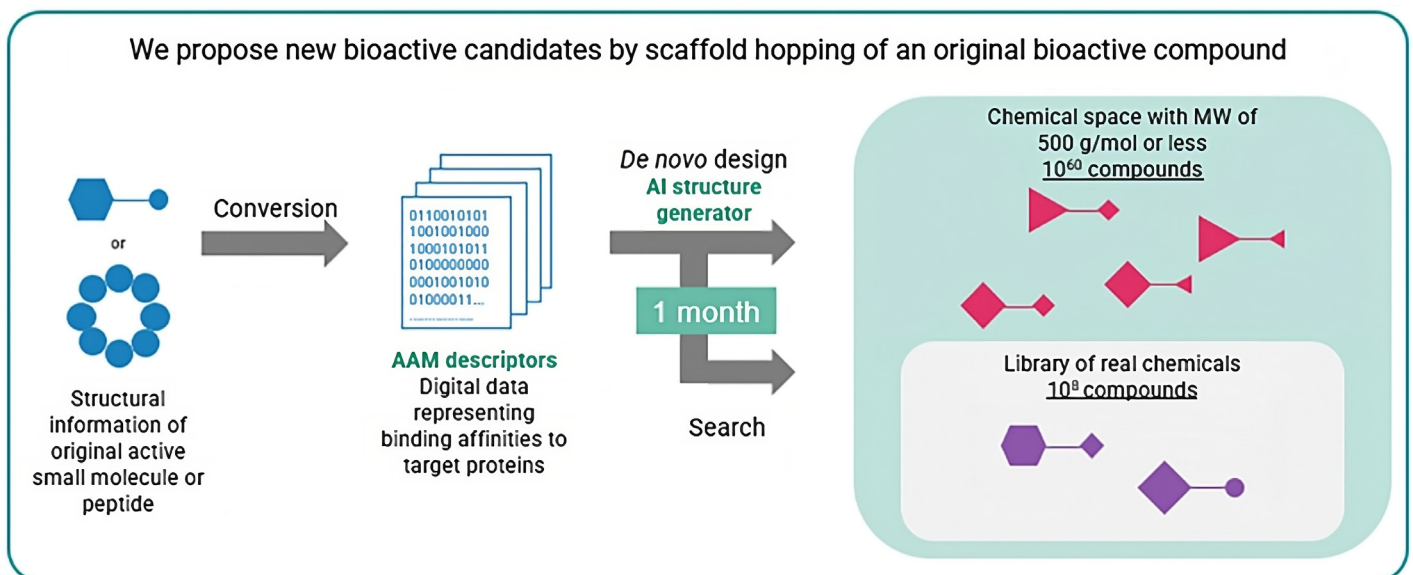 We propose new bioactive candidates by scaffold hopping of an original bioactive compound
or
Structural
information of
original active
small molecule or
peptide
Conversion
0110010101
1001001000
1000101011
0100000000
0001001010
01000011...
AAM descriptors
Digital data
representing
binding affinities to
target proteins
De novo design
AI structure
generator
1 month
Search
Chemical space with MW of
500 g/mol or less
10⁶⁰ compounds
Library of real chemicals
10⁸ compounds